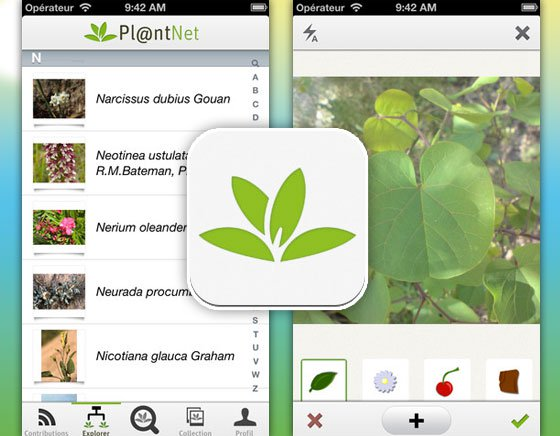 Opérateur 9:42 AM
Pl@ntNet
N
Narcissus dubius Gouan
Neotinea ustulata
R.M.Bateman, P.
Nerium oleander
Neurada procum
Nicotiana glauca Graham
A
B
C
D
S
T
U
V
W
X
Y
Z
Contributions
Explorer
Collection
Profil
Opérateur 9:42 AM
A